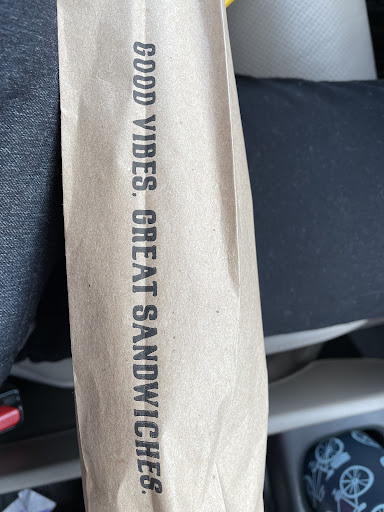 GOOD VIBES. GREAT SANDWICHES.